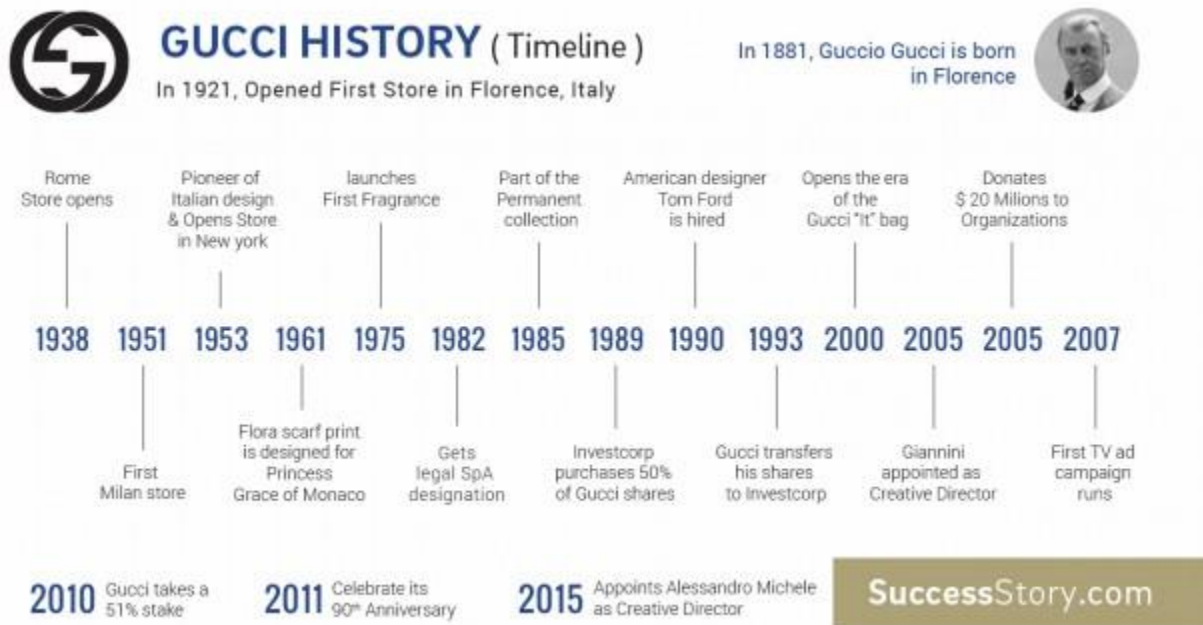 GUCCI HISTORY ( Timeline )
In 1921, Opened First Store in Florence, Italy
In 1881, Guccio Gucci is born
in Florence
Rome
Store opens
Pioneer of
Italian design
& Opens Store
in New york
launches
First Fragrance
Part of the
Permanent
collection
American designer
Tom Ford
is hired
Opens the era
of the
Gucci "It" bag
Donates
$ 20 Milions to
Organizations
1938 1951 1953 1961 1975 1982 1985 1989 1990 1993 2000 2005 2005 2007
First
Milan store
Flora scarf print
is designed for
Princess
Grace of Monaco
Gets
legal SpA
designation
Investcorp
purchases 50%
of Gucci shares
Gucci transfers
his shares
to Investcorp
Giannini
appointed as
Creative Director
First TV ad
campaign
runs
2010 Gucci takes a
51% stake
2011 Celebrate its
90th Anniversary
2015 Appoints Alessandro Michele
as Creative Director
SuccessStory.com